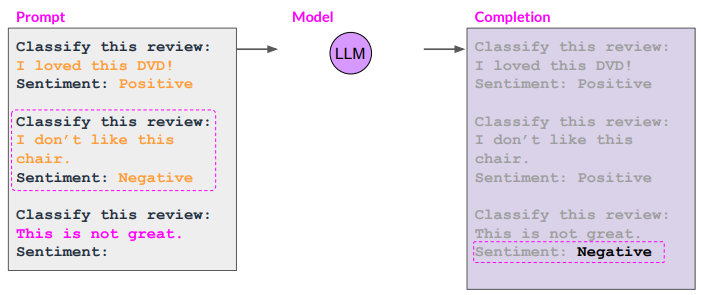 Prompt
Classify this review:
I loved this DVD!
Sentiment: Positive
Classify this review:
I don't like this
chair.
Sentiment: Negative
Classify this review:
This is not great.
Sentiment:
Model
LLM
Completion
Classify this review:
I loved this DVD!
Sentiment: Positive
Classify this review:
I don't like this
chair.
Sentiment: Positive
Classify this review:
This is not great.
Sentiment: Negative